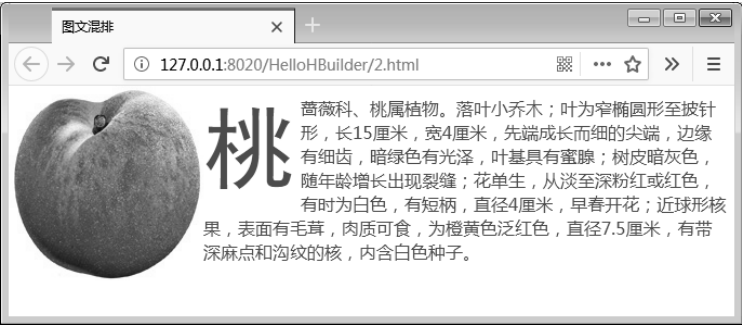 图文混排
127.0.0.1:8020/HelloHBuilder/2.html
桃
蔷薇科、桃属植物。落叶小乔木；叶为窄椭圆形至披针
形，长15厘米，宽4厘米，先端成长而细的尖端，边缘
有细齿，暗绿色有光泽，叶基具有蜜腺；树皮暗灰色，
随年龄增长出现裂缝；花单生，从淡至深粉红或红色，
有时为白色，有短柄，直径4厘米，早春开花；近球形核
果，表面有毛茸，肉质可食，为橙黄色泛红色，直径7.5厘米，有带
深麻点和沟纹的核，内含白色种子。